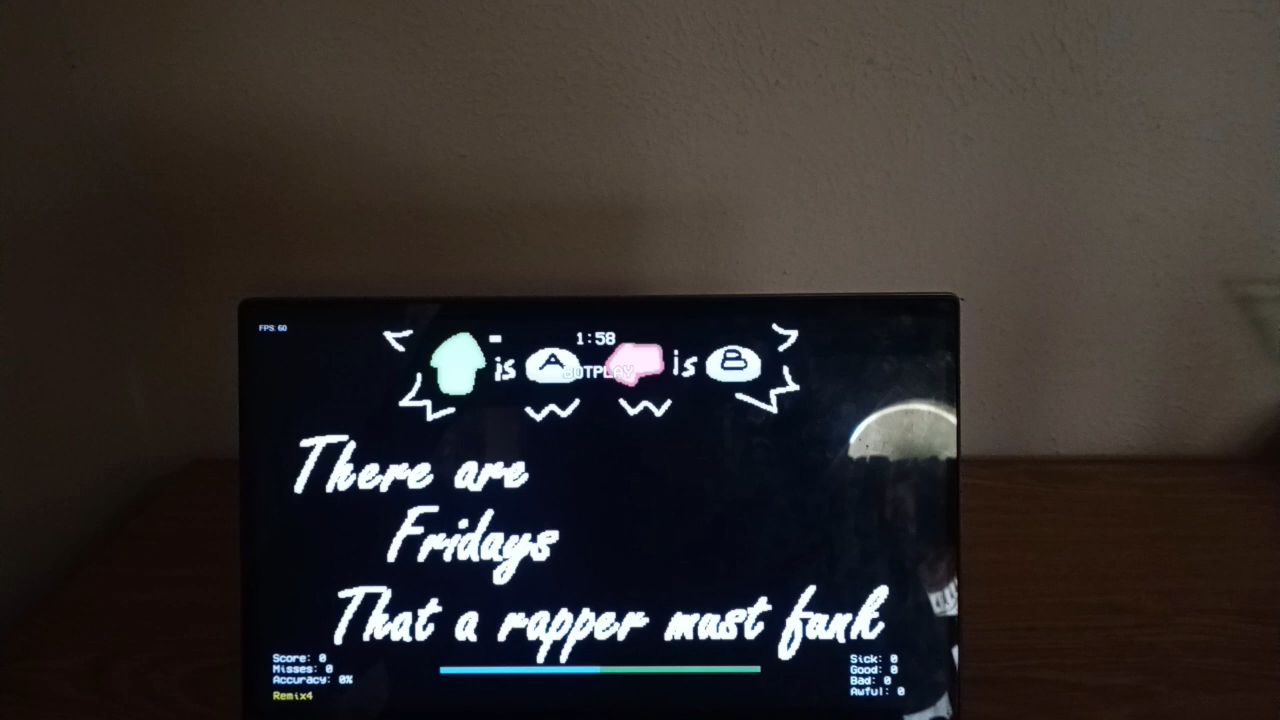 FPS: 60
1:58
is A is B
BOTPLAY
There are
Fridays
That a rapper must funk
Score: 0
Misses: 0
Accuracy: 0%
Remix4
Sick: 0
Good: 0
Bad: 0
Awful: 0